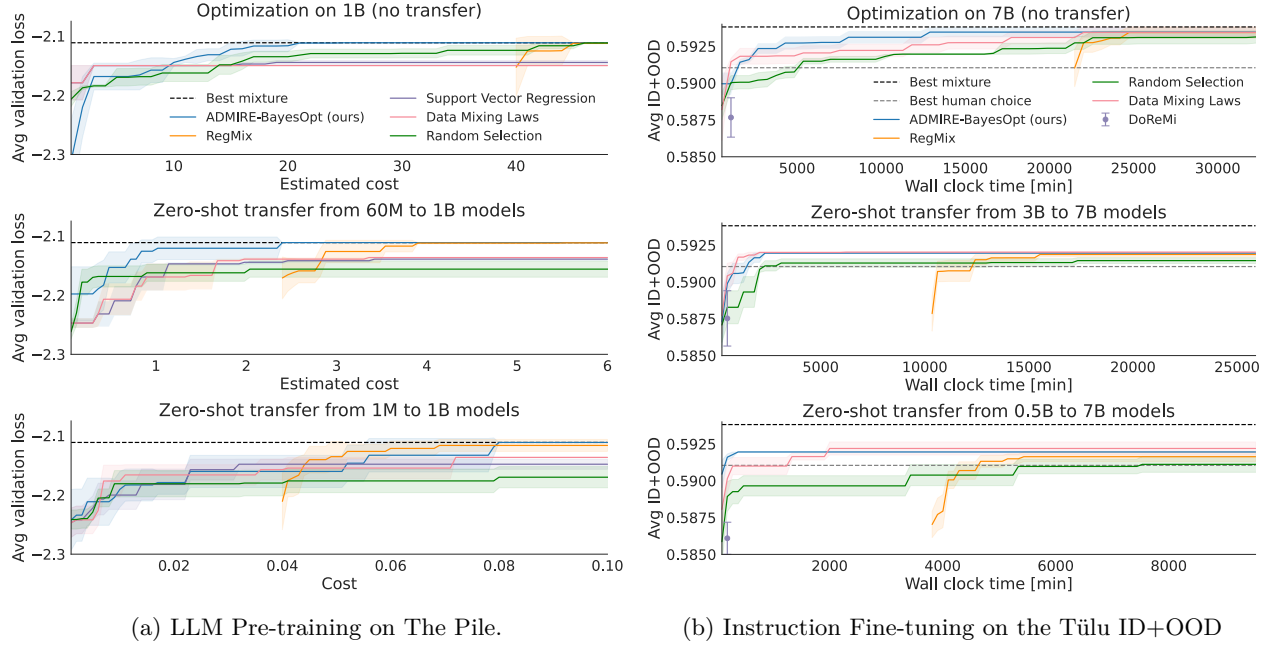 Optimization on 1B (no transfer)
Avg validation loss
−2.1
−2.2
−2.3
Best mixture
ADMIRE-BayesOpt (ours)
RegMix
Support Vector Regression
Data Mixing Laws
Random Selection
10 20 30 40
Estimated cost
Zero-shot transfer from 60M to 1B models
Avg validation loss
−2.1
−2.2
−2.3
1 2 3 4 5 6
Estimated cost
Zero-shot transfer from 1M to 1B models
Avg validation loss
−2.1
−2.2
−2.3
0.02 0.04 0.06 0.08 0.10
Cost
(a) LLM Pre-training on The Pile.
Optimization on 7B (no transfer)
Avg ID+OOD
0.5925
0.5900
0.5875
0.5850
Best mixture
Best human choice
ADMIRE-BayesOpt (ours)
RegMix
Random Selection
Data Mixing Laws
DoReMi
5000 10000 15000 20000 25000 30000
Wall clock time [min]
Zero-shot transfer from 3B to 7B models
Avg ID+OOD
0.5925
0.5900
0.5875
0.5850
5000 10000 15000 20000 25000
Wall clock time [min]
Zero-shot transfer from 0.5B to 7B models
Avg ID+OOD
0.5925
0.5900
0.5875
0.5850
2000 4000 6000 8000
Wall clock time [min]
(b) Instruction Fine-tuning on the Tülu ID+OOD